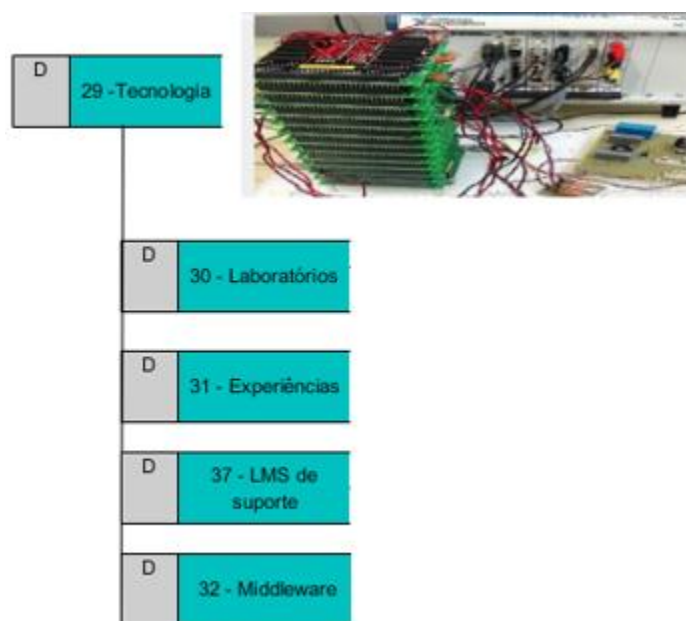 D
29 -Tecnologia
D
30 - Laboratórios
D
31 - Experiências
D
37 - LMS de
suporte
D
32 - Middleware